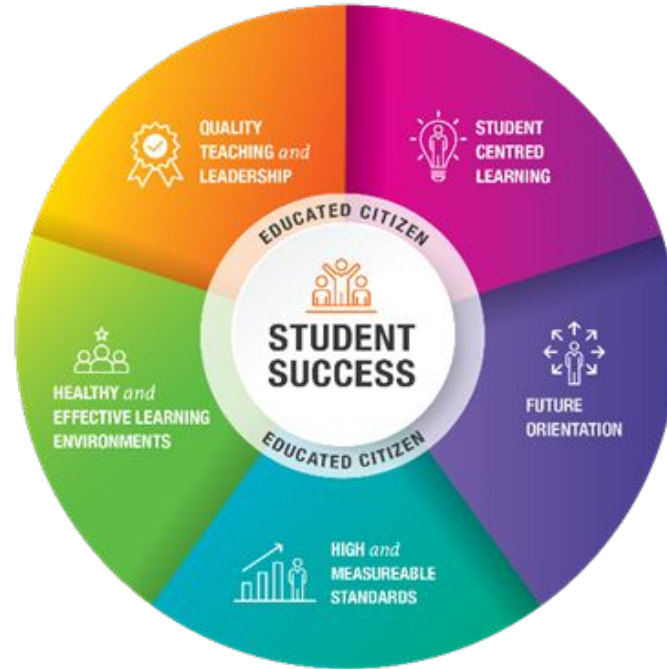 QUALITY
TEACHING and
LEADERSHIP
STUDENT
CENTRED
LEARNING
EDUCATED CITIZEN
STUDENT
SUCCESS
EDUCATED CITIZEN
HEALTHY and
EFFECTIVE LEARNING
ENVIRONMENTS
FUTURE
ORIENTATION
HIGH and
MEASUREABLE
STANDARDS